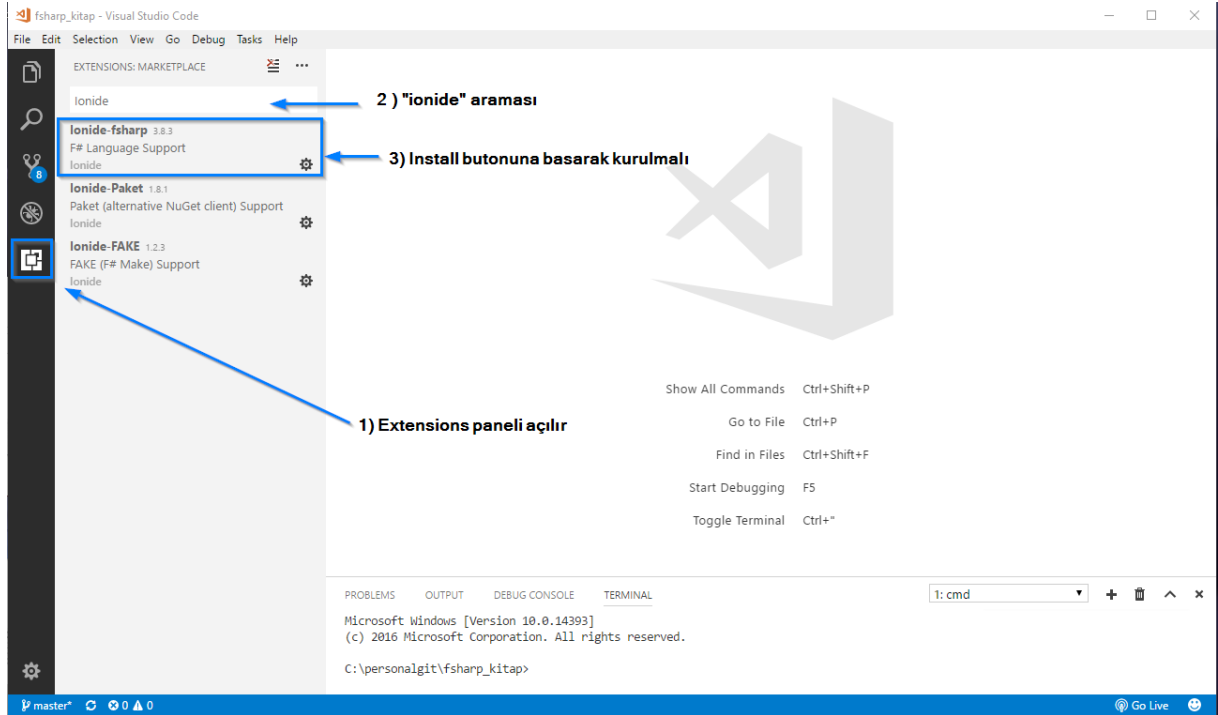 fsharp_kitap - Visual Studio Code
File Edit Selection View Go Debug Tasks Help
EXTENSIONS: MARKETPLACE
Ionide
2 ) "ionide" araması
Ionide-fsharp 3.8.3
F# Language Support
Ionide
3) Install butonuna basarak kurulmalı
8
Ionide-Paket 1.8.1
Paket (alternative NuGet client) Support
Ionide
Ionide-FAKE 1.2.3
FAKE (F# Make) Support
Ionide
1) Extensions paneli açılır
Show All Commands Ctrl+Shift+P
Go to File Ctrl+P
Find in Files Ctrl+Shift+F
Start Debugging F5
Toggle Terminal Ctrl+"
PROBLEMS OUTPUT DEBUG CONSOLE TERMINAL 1: cmd
Microsoft Windows [Version 10.0.14393]
(c) 2016 Microsoft Corporation. All rights reserved.
C:\personalgit\fsharp_kitap>
master* 0 0 Go Live